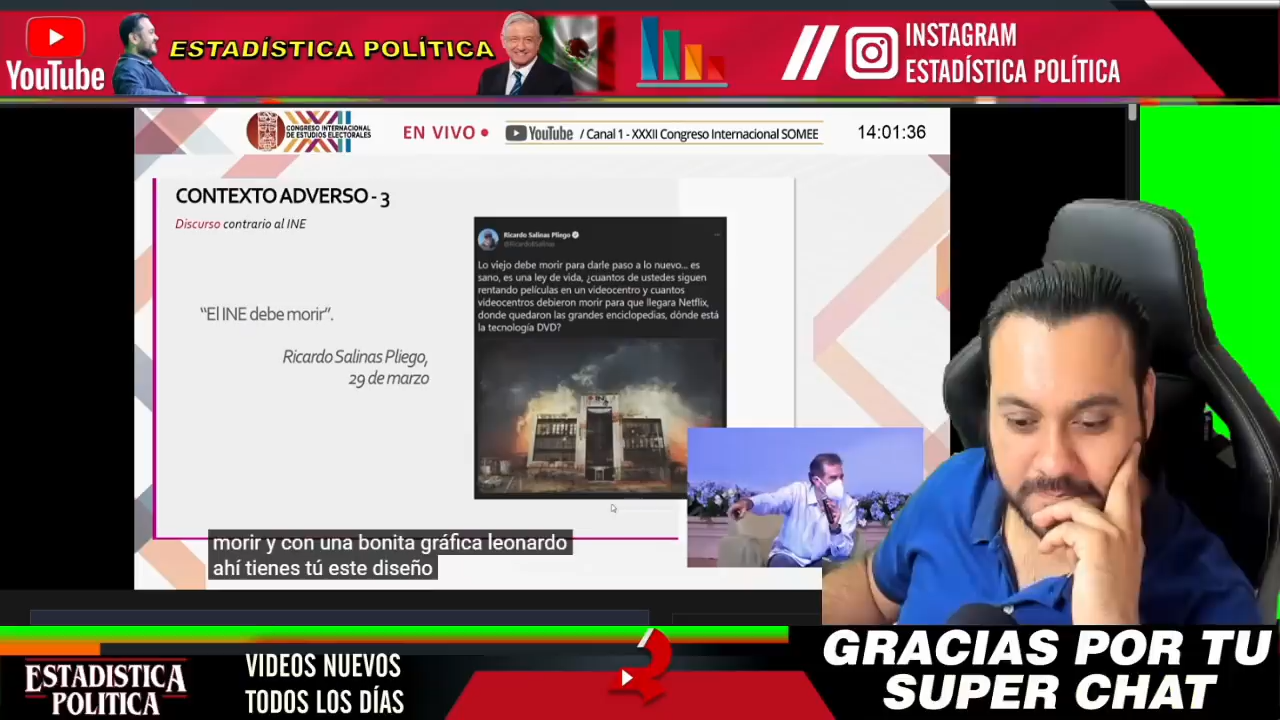 YouTube
ESTADÍSTICA POLÍTICA
INSTAGRAM
ESTADÍSTICA POLÍTICA
CONGRESO INTERNACIONAL
DE ESTUDIOS ELECTORALES
EN VIVO
YouTube / Canal 1 - XXXII Congreso Internacional SOMEE
14:01:36
CONTEXTO ADVERSO - 3
Discurso contrario al INE
"El INE debe morir".
Ricardo Salinas Pliego,
29 de marzo
Ricardo Salinas Pliego
@RicardoBSalinas
Lo viejo debe morir para darle paso a lo nuevo... es
sano, es una ley de vida, ¿cuantos de ustedes siguen
rentando películas en un videocentro y cuantos
videocentros debieron morir para que llegara Netflix,
donde quedaron las grandes enciclopedias, dónde está
la tecnología DVD?
morir y con una bonita gráfica leonardo
ahí tienes tú este diseño
ESTADISTICA
POLÍTICA
VIDEOS NUEVOS
TODOS LOS DÍAS
GRACIAS POR TU
SUPER CHAT